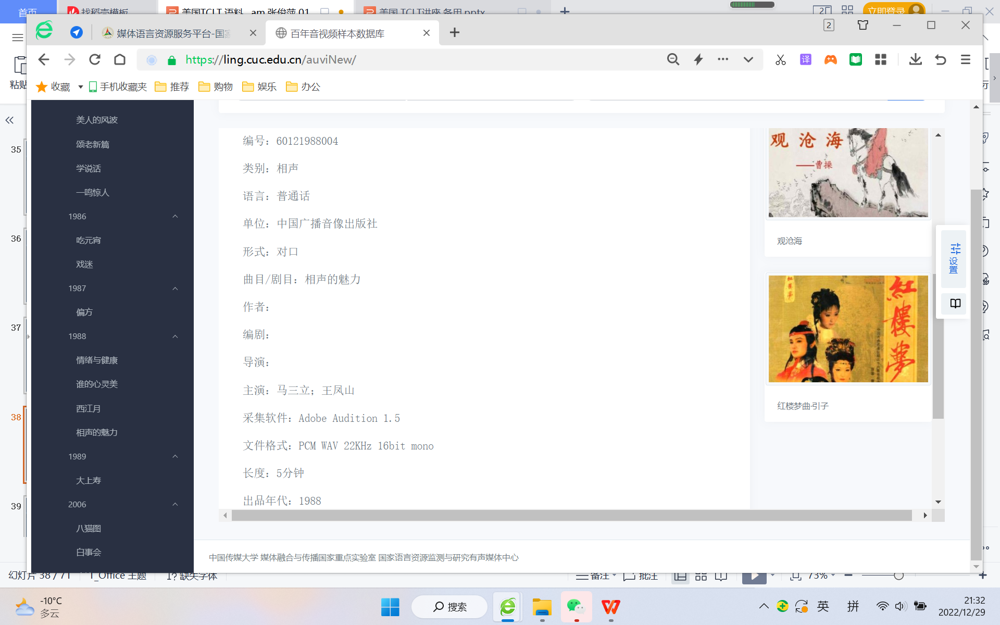 首页
找稻壳模板
美国TCLT 语料...am 张俊萍 01
美国 TCLT讲座 备用.pptx
立即登录
媒体语言资源服务平台-国家
百年音视频样本数据库
2
https://ling.cuc.edu.cn/auviNew/
译
粘贴
收藏
手机收藏夹
推荐
购物
娱乐
办公
美人的风波
颂老新篇
学说话
一鸣惊人
1986
吃元宵
戏迷
1987
偏方
1988
情绪与健康
谁的心灵美
西江月
相声的魅力
1989
大上寿
2006
八猫图
白事会
35
36
37
38
39
编号：60121988004
类别：相声
语言：普通话
单位：中国广播音像出版社
形式：对口
曲目/剧目：相声的魅力
作者：
编剧：
导演：
主演：马三立；王凤山
采集软件：Adobe Audition 1.5
文件格式：PCM WAV 22KHz 16bit mono
长度：5分钟
出品年代：1988
观沧海
——曹操
观沧海
红楼梦
紅樓夢
红楼梦曲·引子
设置
中国传媒大学 媒体融合与传播国家重点实验室 国家语言资源监测与研究有声媒体中心
幻灯片 38 / 71
1_Office 主题
缺失字体
备注
批注
73%
-10°C
多云
搜索
英
拼
21:32
2022/12/29